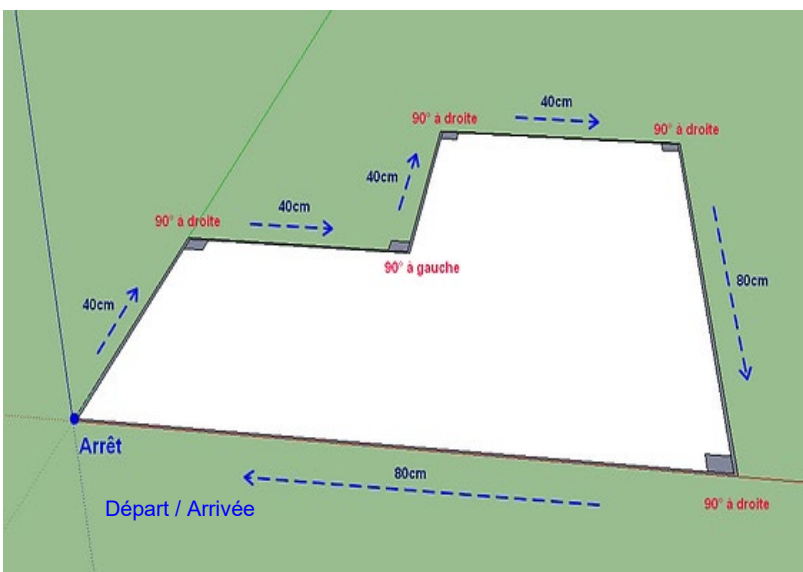 40cm
90° à droite
90° à droite
40cm
40cm
90° à droite
90° à gauche
80cm
40cm
Arrêt
80cm
Départ / Arrivée
90° à droite